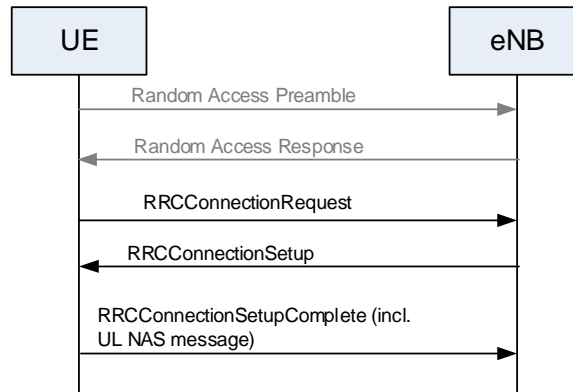 UE
eNB
Random Access Preamble
Random Access Response
RRCConnectionRequest
RRCConnectionSetup
RRCConnectionSetupComplete (incl.
UL NAS message)